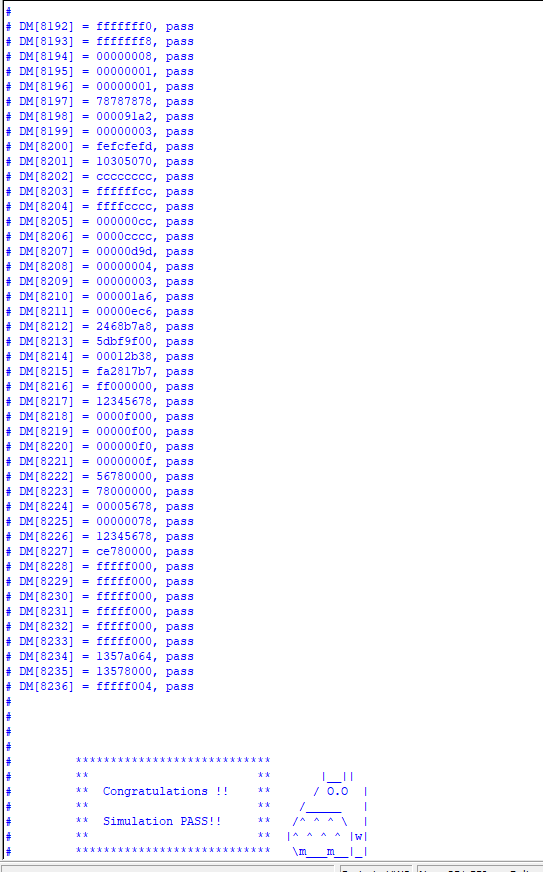 #
# DM[8192] = fffffff0, pass
# DM[8193] = fffffff8, pass
# DM[8194] = 00000008, pass
# DM[8195] = 00000001, pass
# DM[8196] = 00000001, pass
# DM[8197] = 78787878, pass
# DM[8198] = 000091a2, pass
# DM[8199] = 00000003, pass
# DM[8200] = fefcfefd, pass
# DM[8201] = 10305070, pass
# DM[8202] = cccccccc, pass
# DM[8203] = ffffffcc, pass
# DM[8204] = ffffcccc, pass
# DM[8205] = 000000cc, pass
# DM[8206] = 0000cccc, pass
# DM[8207] = 00000d9d, pass
# DM[8208] = 00000004, pass
# DM[8209] = 00000003, pass
# DM[8210] = 000001a6, pass
# DM[8211] = 00000ec6, pass
# DM[8212] = 2468b7a8, pass
# DM[8213] = 5dbf9f00, pass
# DM[8214] = 00012b38, pass
# DM[8215] = fa2817b7, pass
# DM[8216] = ff000000, pass
# DM[8217] = 12345678, pass
# DM[8218] = 0000f000, pass
# DM[8219] = 00000f00, pass
# DM[8220] = 000000f0, pass
# DM[8221] = 0000000f, pass
# DM[8222] = 56780000, pass
# DM[8223] = 78000000, pass
# DM[8224] = 00005678, pass
# DM[8225] = 00000078, pass
# DM[8226] = 12345678, pass
# DM[8227] = ce780000, pass
# DM[8228] = fffff000, pass
# DM[8229] = fffff000, pass
# DM[8230] = fffff000, pass
# DM[8231] = fffff000, pass
# DM[8232] = fffff000, pass
# DM[8233] = fffff000, pass
# DM[8234] = 1357a064, pass
# DM[8235] = 13578000, pass
# DM[8236] = fffff004, pass
#
#
#
#
#         ****************************
#         **                        **       |__||
#         **  Congratulations !!    **      / O.O  |
#         **                        **    /_____   |
#         **  Simulation PASS!!     **   /^ ^ ^ \  |
#         **                        **  |^ ^ ^ ^ |w|
#         ****************************   \m___m__|_|